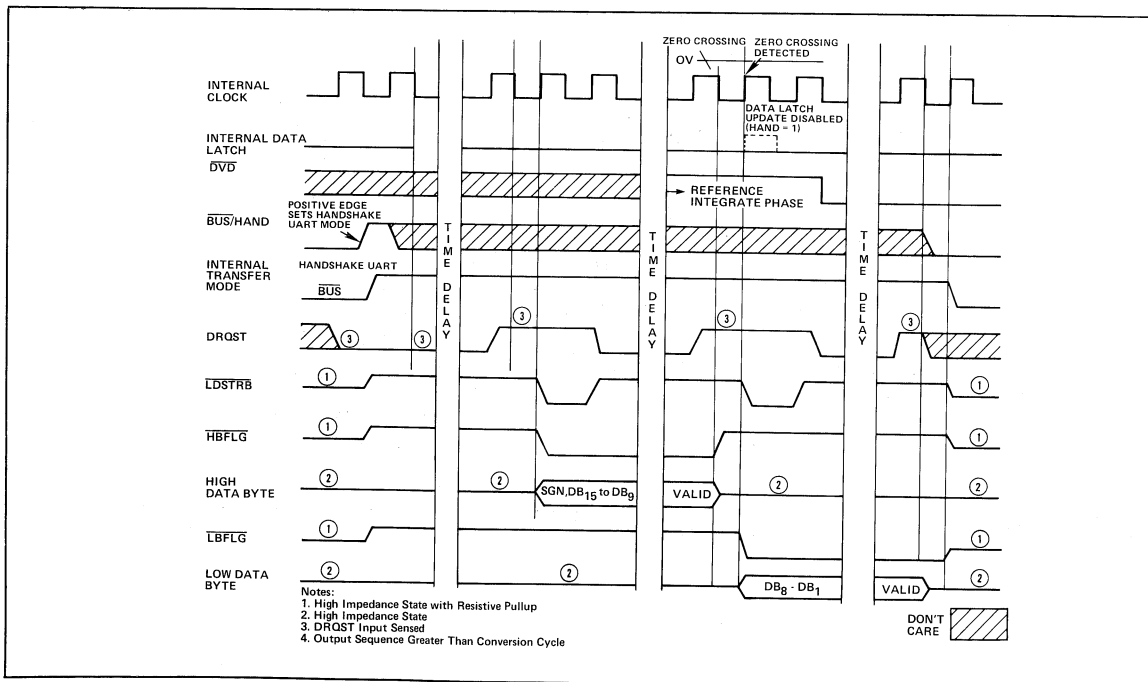 ZERO CROSSING
ZERO CROSSING
DETECTED
OV
INTERNAL
CLOCK
DATA LATCH
UPDATE DISABLED
(HAND = 1)
INTERNAL DATA
LATCH
DVD
REFERENCE
INTEGRATE PHASE
POSITIVE EDGE
SETS HANDSHAKE
UART MODE
BUS/HAND
TIME DELAY
TIME DELAY
TIME DELAY
INTERNAL
TRANSFER
MODE
HANDSHAKE UART
BUS
DRQST
3
3
3
3
3
LDSTRB
1
1
HBFLG
1
1
HIGH
DATA BYTE
2
2
SGN, DB15 to DB9
VALID
2
2
LBFLG
1
1
LOW DATA
BYTE
2
2
DB8 - DB1
VALID
2
Notes:
1. High Impedance State with Resistive Pullup
2. High Impedance State
3. DRQST Input Sensed
4. Output Sequence Greater Than Conversion Cycle
DON'T
CARE